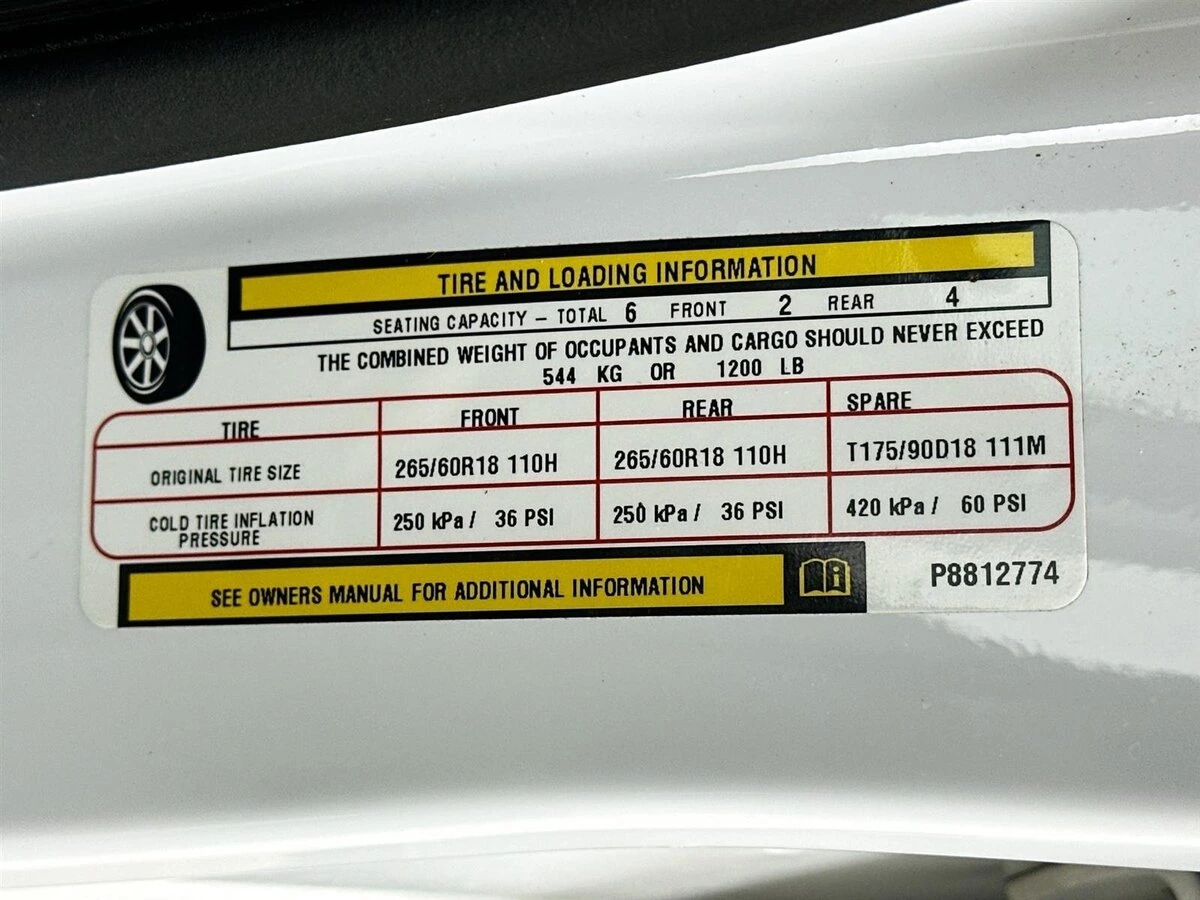 TIRE AND LOADING INFORMATION
SEATING CAPACITY – TOTAL 6 FRONT 2 REAR 4
THE COMBINED WEIGHT OF OCCUPANTS AND CARGO SHOULD NEVER EXCEED
544 KG OR 1200 LB
TIRE FRONT REAR SPARE
ORIGINAL TIRE SIZE 265/60R18 110H 265/60R18 110H T175/90D18 111M
COLD TIRE INFLATION
PRESSURE 250 kPa / 36 PSI 250 kPa / 36 PSI 420 kPa / 60 PSI
SEE OWNERS MANUAL FOR ADDITIONAL INFORMATION
P8812774